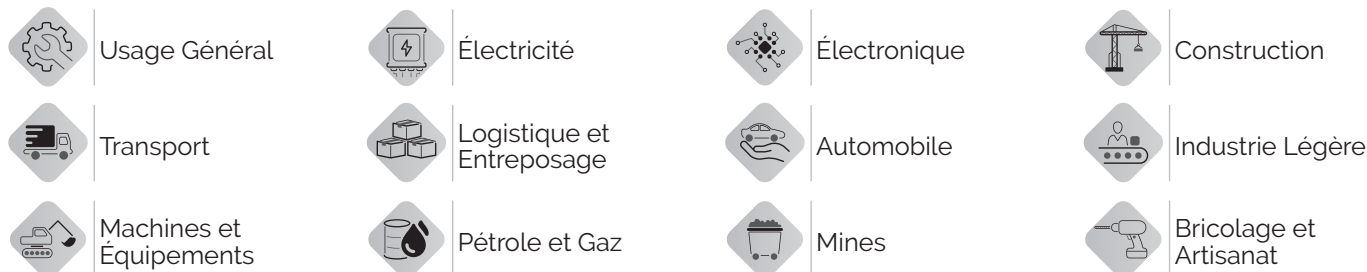 Usage Général
Électricité
Électronique
Construction
Transport
Logistique et
Entreposage
Automobile
Industrie Légère
Machines et
Équipements
Pétrole et Gaz
Mines
Bricolage et
Artisanat